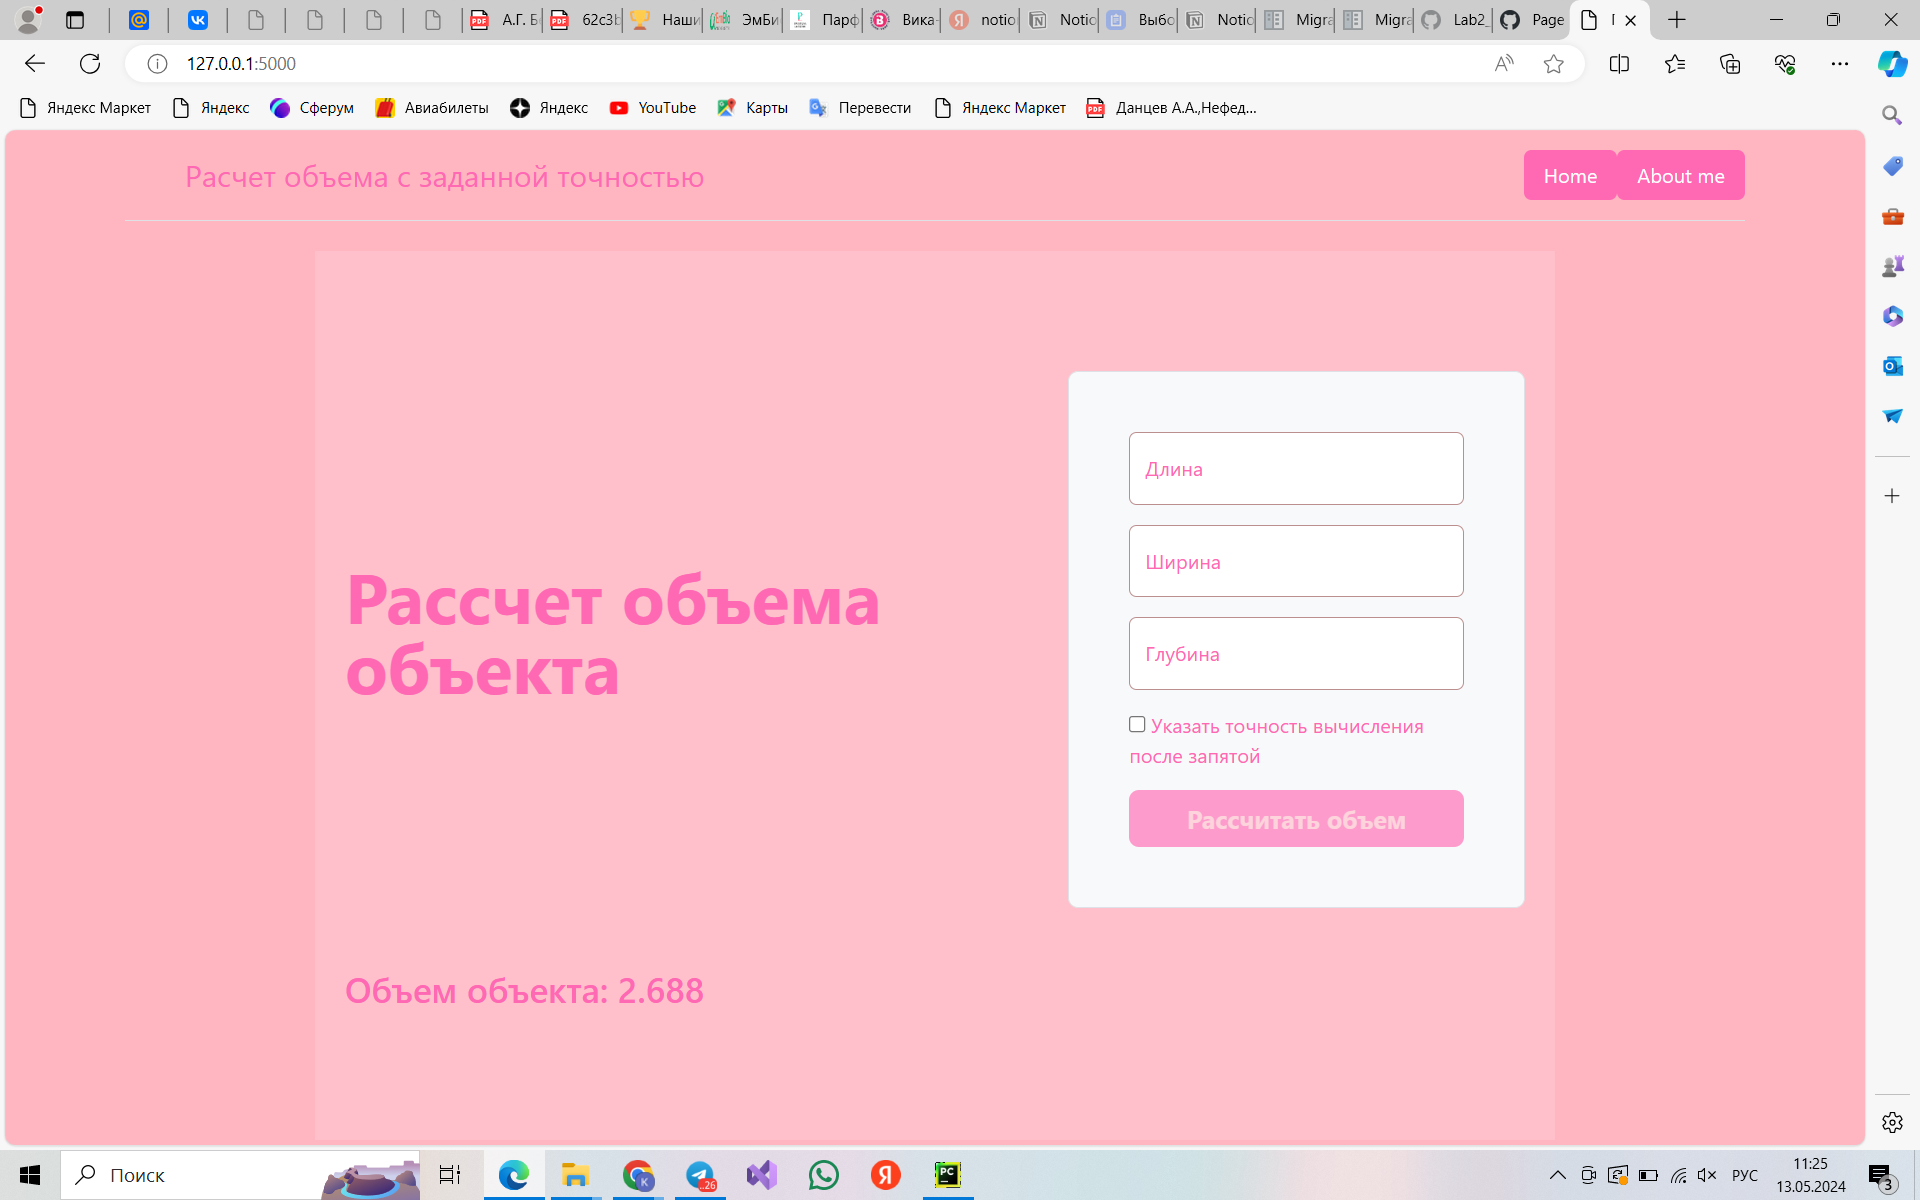 А.Г. Б
62c3b
Наши
ЭмБи
Парф
Вика-
notio
Notio
Выбо
Notio
Migra
Migra
Lab2_
Page
127.0.0.1:5000
Яндекс Маркет
Яндекс
Сферум
Авиабилеты
Яндекс
YouTube
Карты
Перевести
Яндекс Маркет
Данцев А.А.,Нефед...
Расчет объема с заданной точностью
Home
About me
Рассчет объема
объекта
Длина
Ширина
Глубина
Указать точность вычисления
после запятой
Рассчитать объем
Объем объекта: 2.688
Поиск
РУС
11:25
13.05.2024